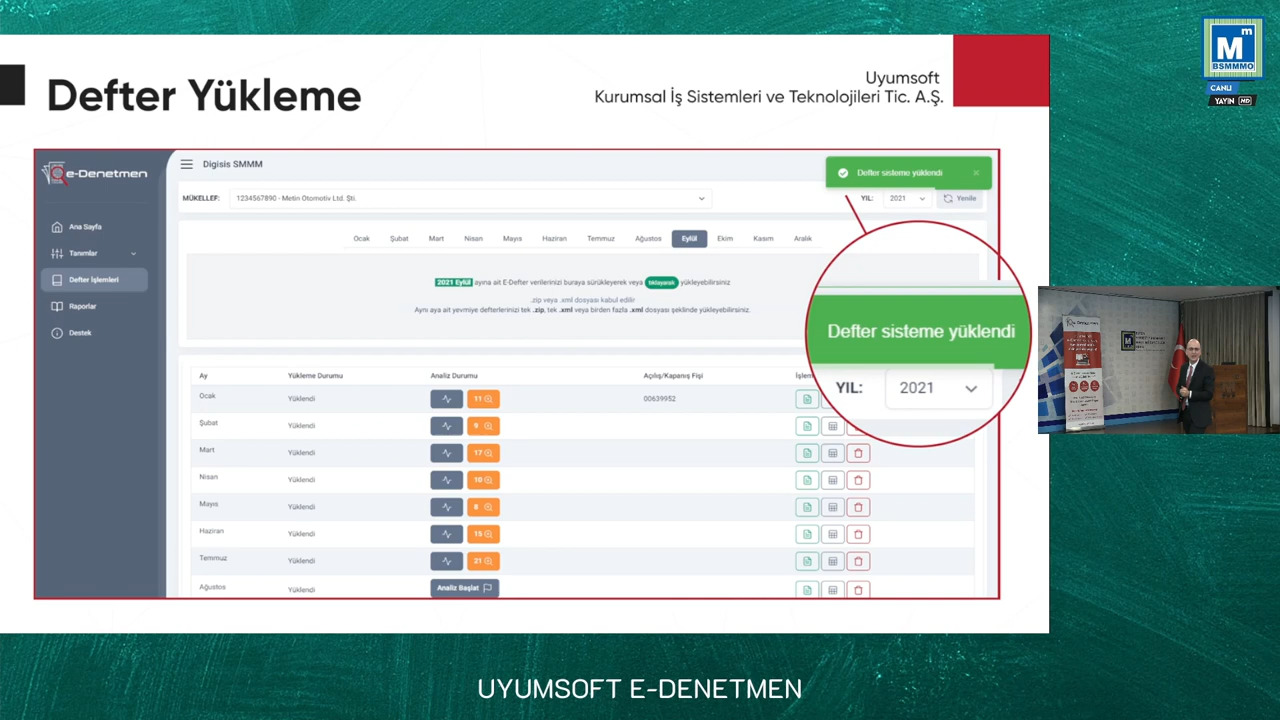 Defter Yükleme
Uyumsoft
Kurumsal İş Sistemleri ve Teknolojileri Tic. A.Ş.
M m
BSMMMO
CANLI
YAYIN HD
e-Denetmen
Digisis SMMM
Defter sisteme yüklendi
MÜKELLEF: 1234567890 - Metin Otomotiv Ltd. Şti.
YIL: 2021 Yenile
Ana Sayfa
Tanımlar
Defter İşlemleri
Raporlar
Destek
Ocak Şubat Mart Nisan Mayıs Haziran Temmuz Ağustos Eylül Ekim Kasım Aralık
2021 Eylül ayına ait E-Defter verilerinizi buraya sürükleyerek veya tıklayarak yükleyebilirsiniz
.zip veya .xml dosyası kabul edilir
Aynı aya ait yevmiye defterlerinizi tek .zip, tek .xml veya birden fazla .xml dosyası şeklinde yükleyebilirsiniz.
Defter sisteme yüklendi
YIL: 2021
Ay Yükleme Durumu Analiz Durumu Açılış/Kapanış Fişi İşlem
Ocak Yüklendi 11 00639952
Şubat Yüklendi 9
Mart Yüklendi 17
Nisan Yüklendi 10
Mayıs Yüklendi 8
Haziran Yüklendi 15
Temmuz Yüklendi 21
Ağustos Yüklendi Analiz Başlat
e-Denetmen
UYUMSOFT E-DENETMEN